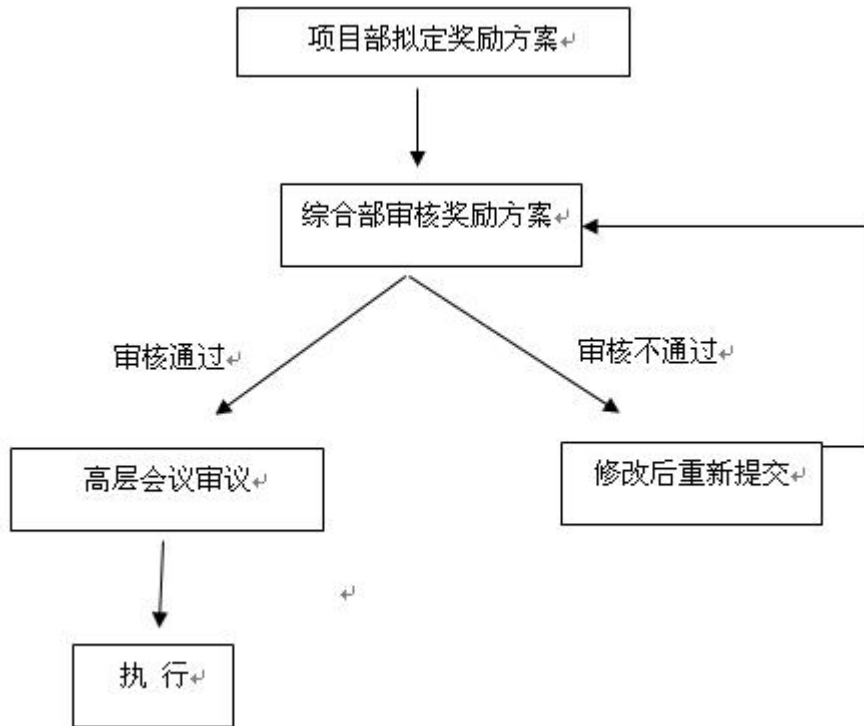 项目部拟定奖励方案
综合部审核奖励方案
审核通过
审核不通过
高层会议审议
修改后重新提交
执 行